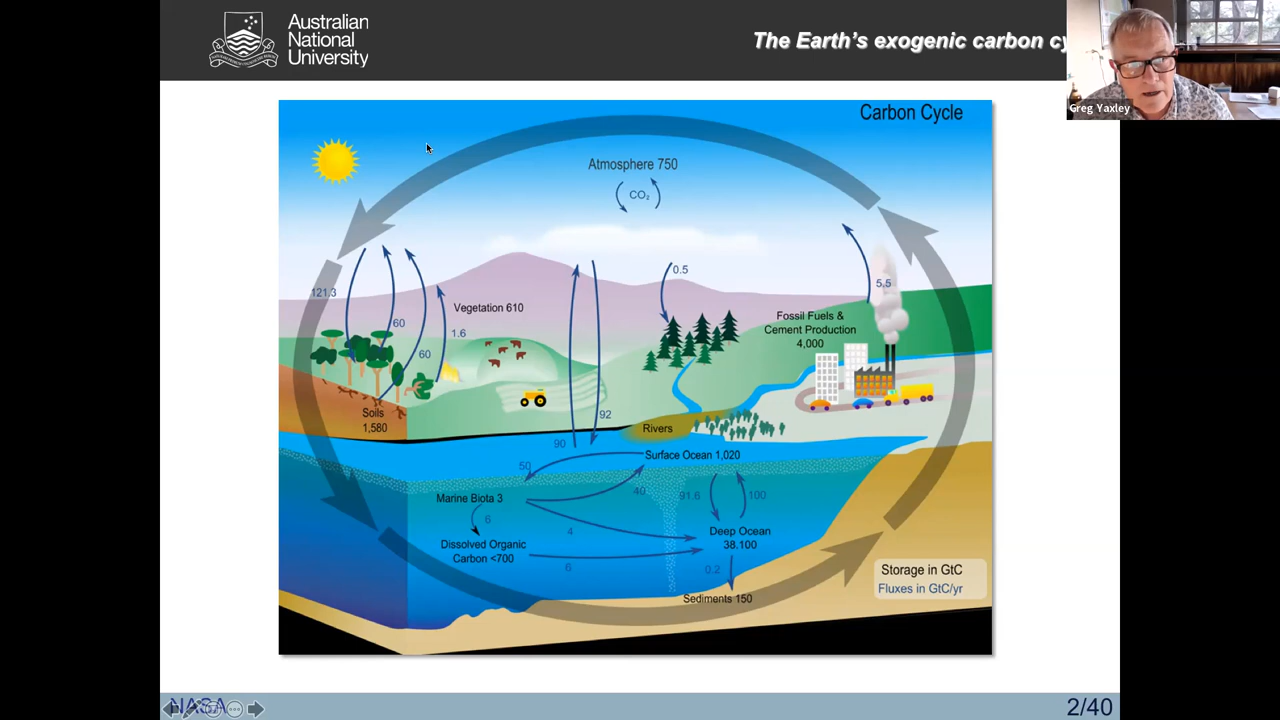 Australian
National
University
The Earth's exogenic carbon cy
Greg Yaxley
Carbon Cycle
Atmosphere 750
CO₂
0.5
5.5
121.3
Vegetation 610
60
1.6
60
Fossil Fuels &
Cement Production
4,000
Soils
1,580
92
90
Rivers
Surface Ocean 1,020
50
40
91.6
100
Marine Biota 3
6
4
Deep Ocean
38.100
Dissolved Organic
Carbon <700
6
0.2
Sediments 150
Storage in GtC
Fluxes in GtC/yr
NASA
2/40